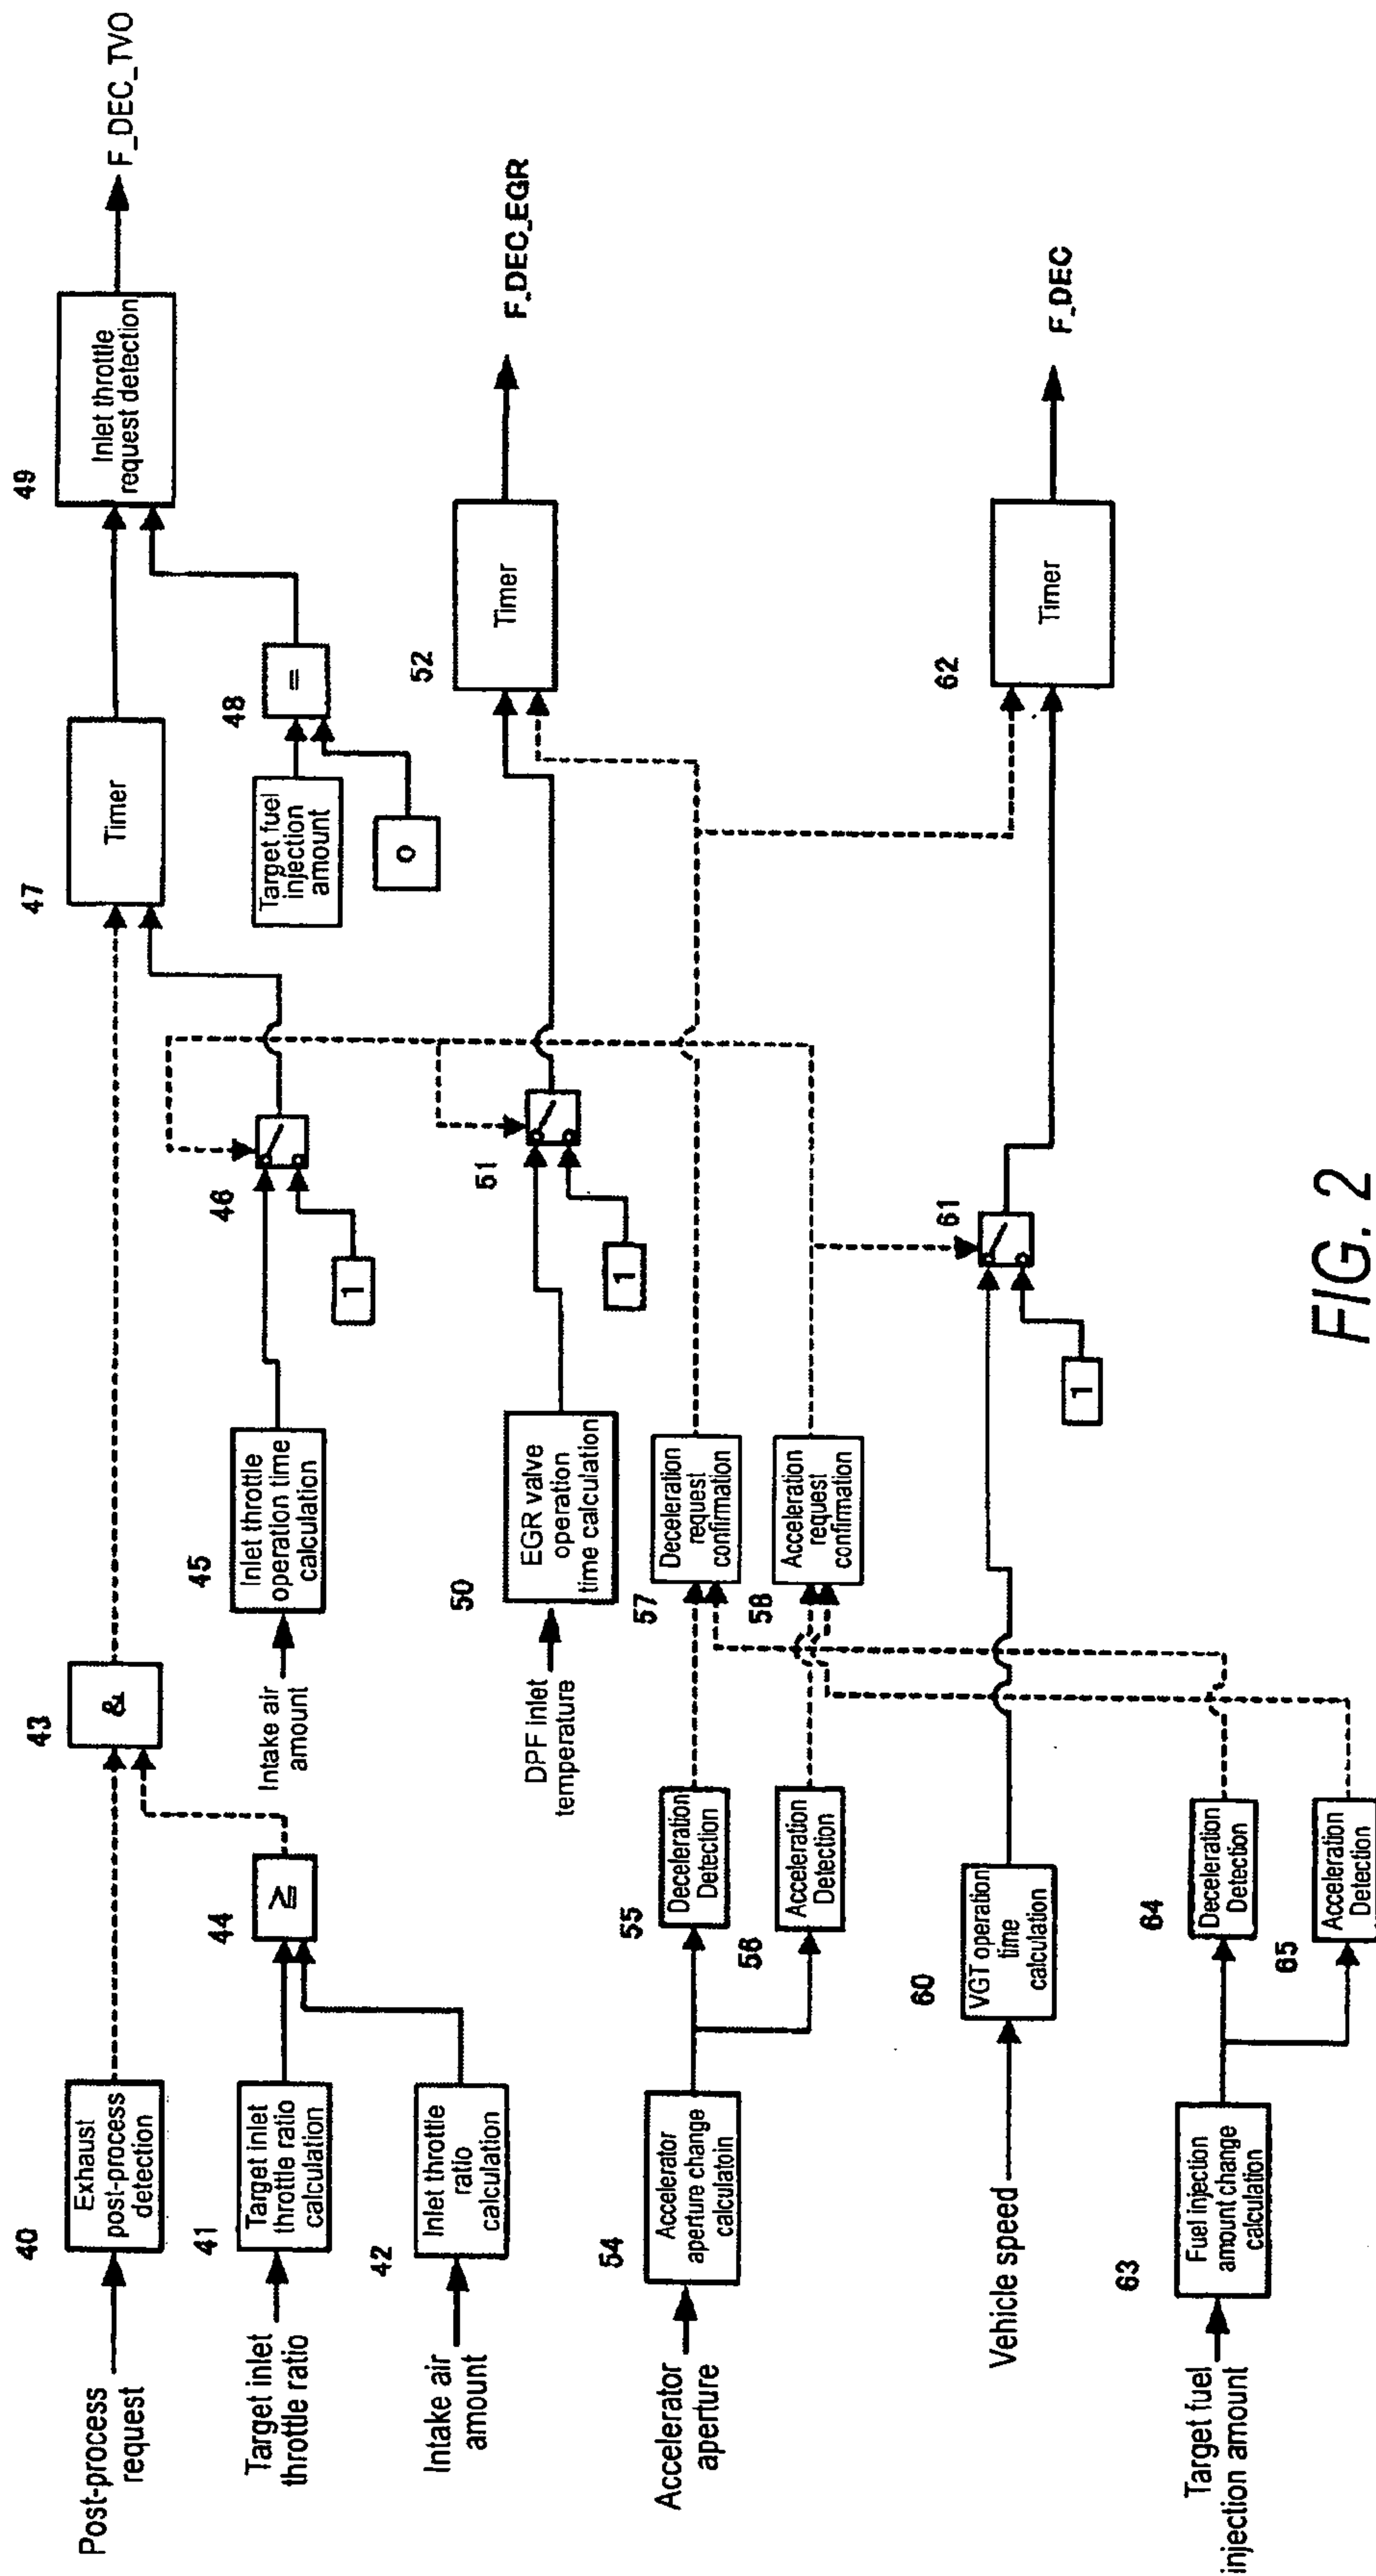 Post-process
request
40
Exhaust
post-process
detection
43
&
47
Timer
49
Inlet throttle
request detection
F_DEC_TVO
Target inlet
throttle ratio
41
Target inlet
throttle ratio
calculation
44
≧
Intake air
amount
42
Inlet throttle
ratio
calculation
Intake air
amount
45
Inlet throttle
operation time
calculation
46
1
Target fuel
injection
amount
0
48
=
DPF inlet
temperature
50
EGR valve
operation
time calculation
51
1
52
Timer
F_DEC_EGR
Accelerator
aperture
54
Accelerator
aperture change
calculatoin
55
Deceleration
Detection
56
Acceleration
Detection
57
Deceleration
request
confirmation
58
Acceleration
request
confirmation
Vehicle speed
60
VGT operation
time
calculation
61
1
62
Timer
F_DEC
Target fuel
injection amount
63
Fuel injection
amount change
calculation
64
Deceleration
Detection
65
Acceleration
Detection
FIG. 2